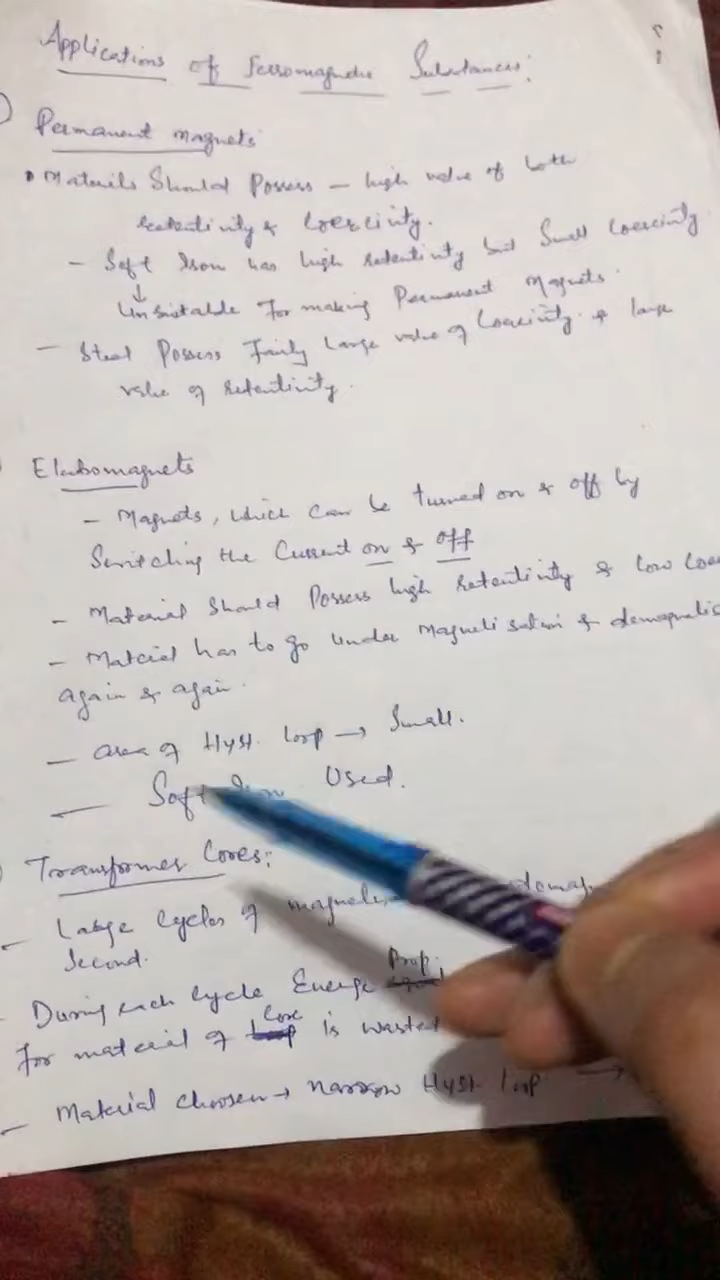 Applications of Ferromagnetic Substances:
Permanent Magnets
Materials Should Possess - high value of both
retentivity & Coercivity.
- Soft Iron has high retentivity but Small Coercivity
↓
Unsuitable For making Permanent Magnets.
- Steel Possess Fairly Large value of Coercivity & large
value of retentivity.
Electromagnets
- Magnets, which can be turned on & off by
Switching the Current on & off
- Material Should Possess high retentivity & low
- Material has to go under Magnetisation &
again & again.
- area of Hyst. loop → Small.
- Soft Iron Used.
Transformer Cores:
- Large Cycles of
Second.
- During each Cycle Energy Prop.
For material of Core is wasted
- Material choosen → narrow Hyst. loop →